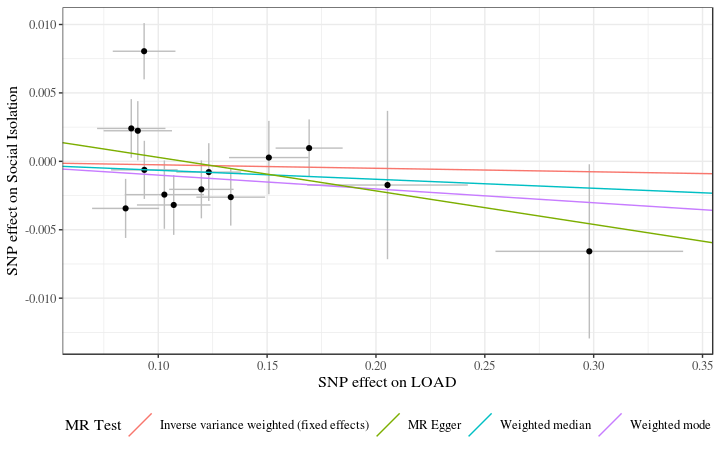 0.010
0.005
0.000
-0.005
-0.010
SNP effect on Social Isolation
0.10 0.15 0.20 0.25 0.30 0.35
SNP effect on LOAD
MR Test Inverse variance weighted (fixed effects) MR Egger Weighted median Weighted mode